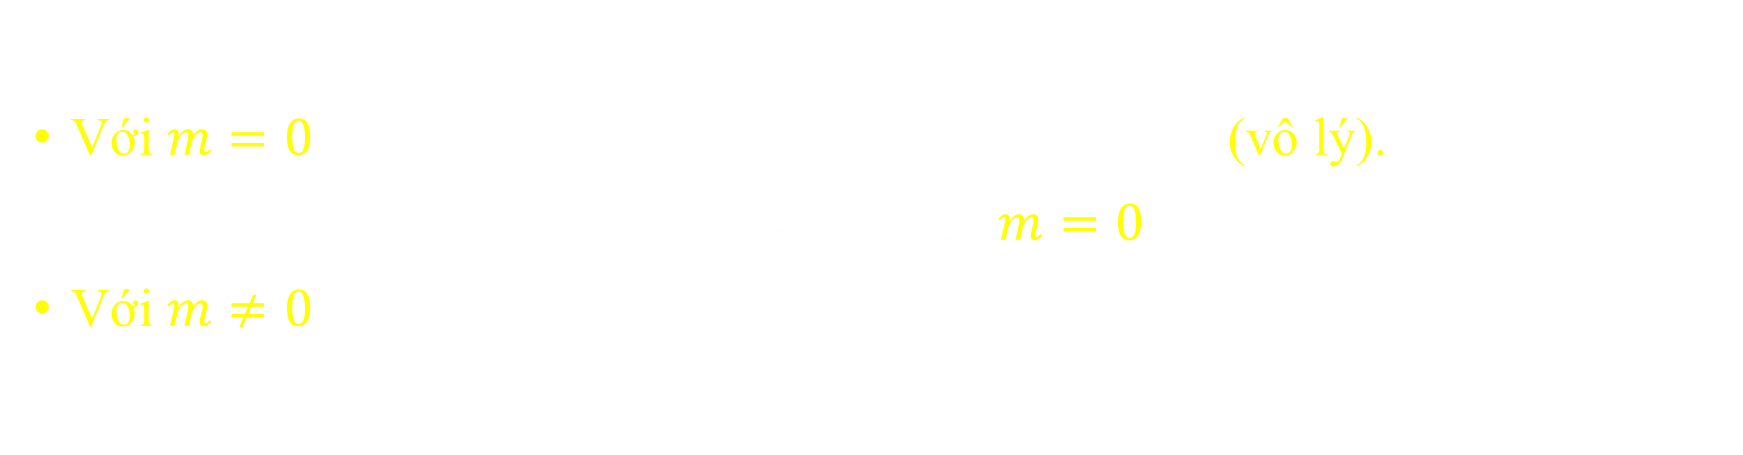 • Với m = 0 (vô lý).
m = 0
• Với m ≠ 0